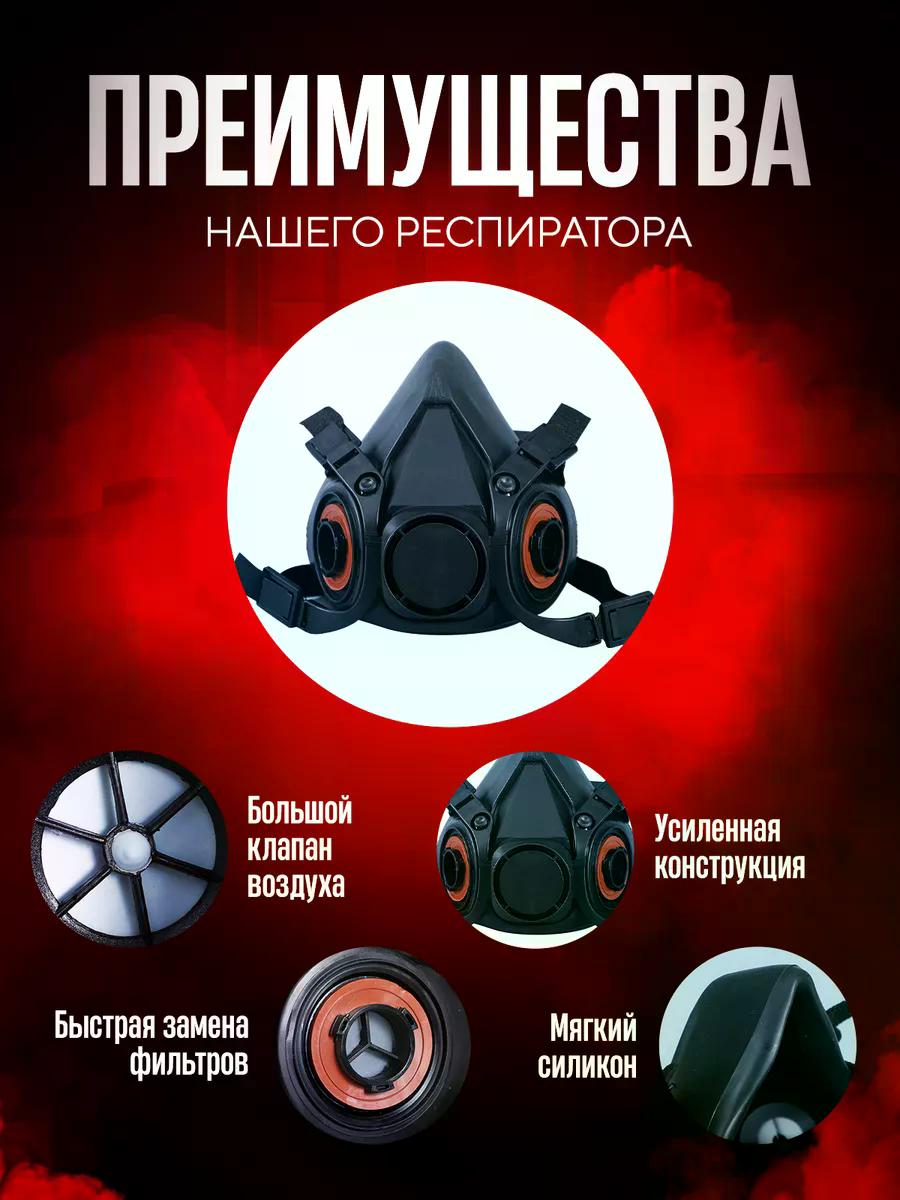 ПРЕИМУЩЕСТВА
НАШЕГО РЕСПИРАТОРА
Большой
клапан
воздуха
Усиленная
конструкция
Быстрая замена
фильтров
Мягкий
силикон